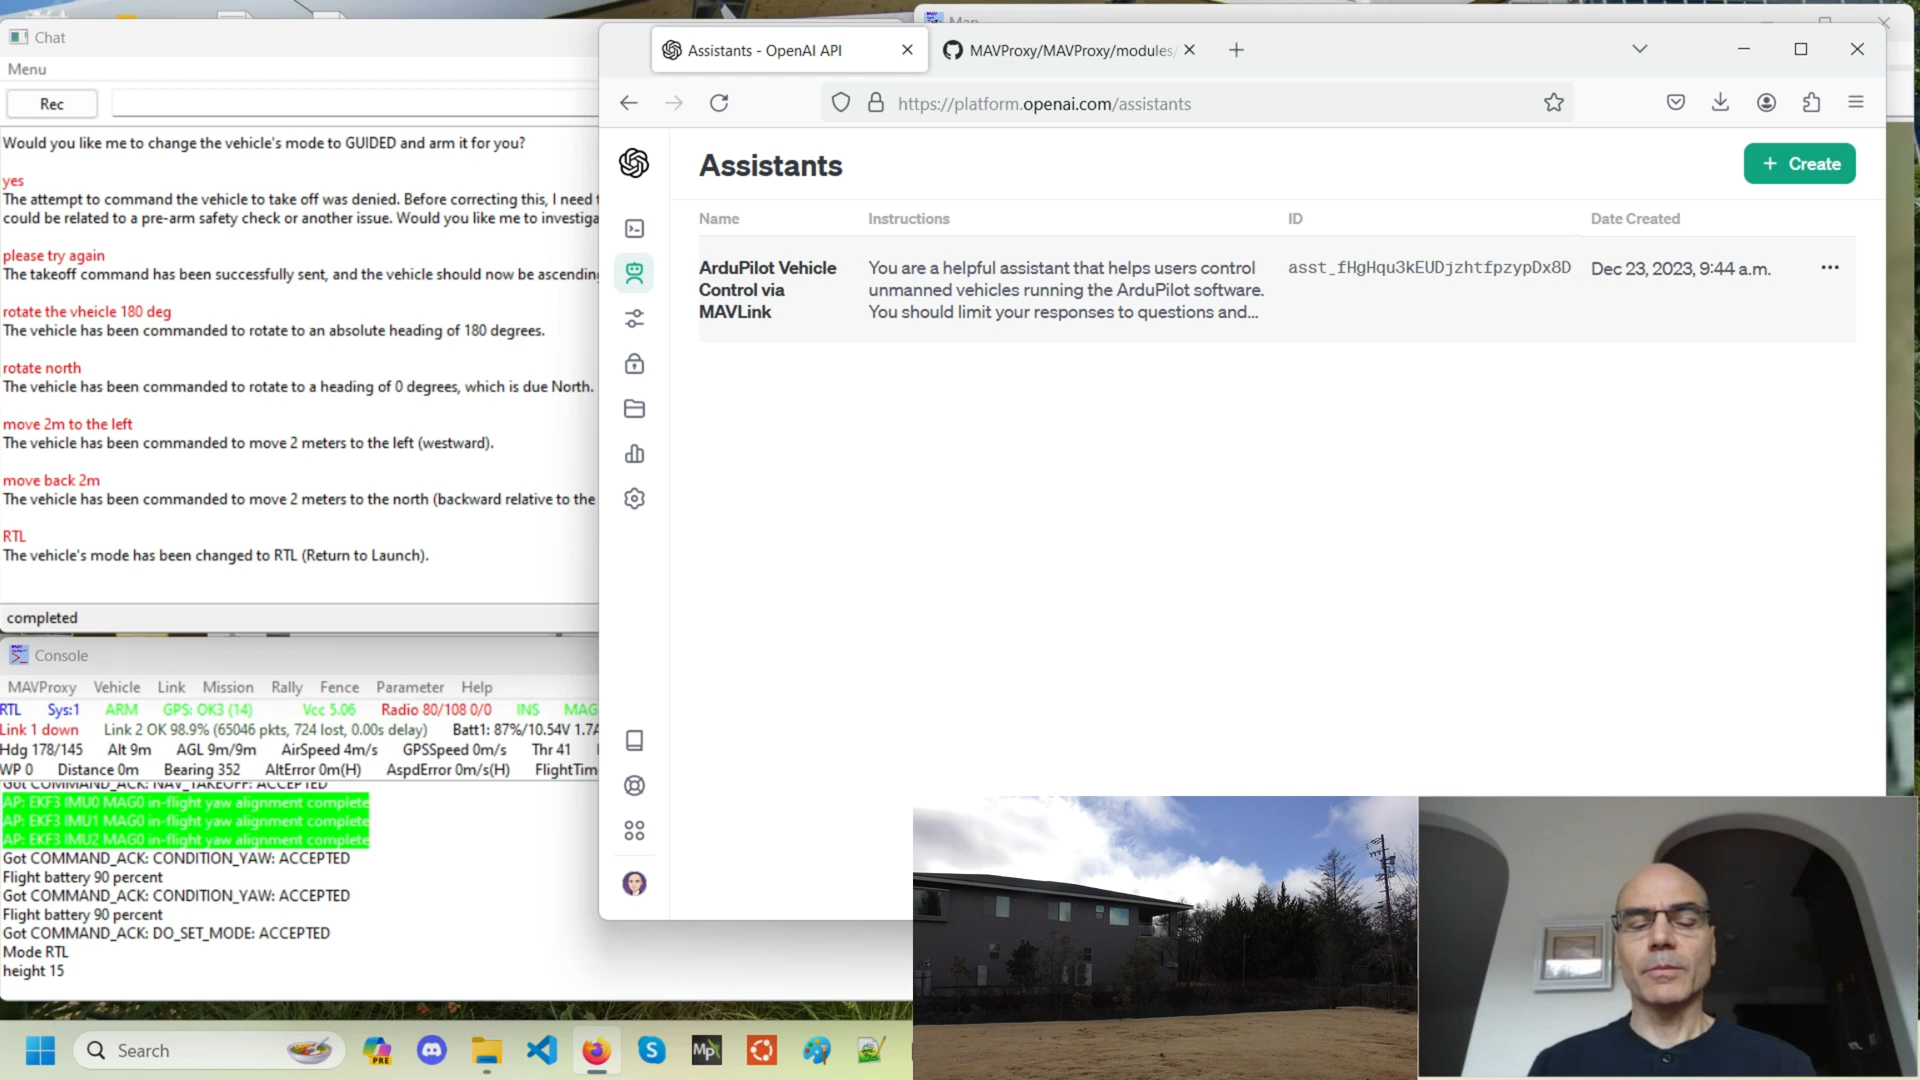 Chat
Menu
Rec
Would you like me to change the vehicle's mode to GUIDED and arm it for you?
yes
The attempt to command the vehicle to take off was denied. Before correcting this, I need
could be related to a pre-arm safety check or another issue. Would you like me to investiga
please try again
The takeoff command has been successfully sent, and the vehicle should now be ascending
rotate the vheicle 180 deg
The vehicle has been commanded to rotate to an absolute heading of 180 degrees.
rotate north
The vehicle has been commanded to rotate to a heading of 0 degrees, which is due North.
move 2m to the left
The vehicle has been commanded to move 2 meters to the left (westward).
move back 2m
The vehicle has been commanded to move 2 meters to the north (backward relative to the
RTL
The vehicle's mode has been changed to RTL (Return to Launch).
completed
Console
MAVProxy Vehicle Link Mission Rally Fence Parameter Help
RTL Sys:1 ARM GPS: OK3 (14) Vcc 5.06 Radio 80/108 0/0 INS MAG
Link 1 down Link 2 OK 98.9% (65046 pkts, 724 lost, 0.00s delay) Batt1: 87%/10.54V 1.7A
Hdg 178/145 Alt 9m AGL 9m/9m AirSpeed 4m/s GPSSpeed 0m/s Thr 41
WP 0 Distance 0m Bearing 352 AltError 0m(H) AspdError 0m/s(H) FlightTim
Got COMMAND_ACK: NAV_TAKEOFF: ACCEPTED
AP: EKF3 IMU0 MAG0 in-flight yaw alignment complete
AP: EKF3 IMU1 MAG0 in-flight yaw alignment complete
AP: EKF3 IMU2 MAG0 in-flight yaw alignment complete
Got COMMAND_ACK: CONDITION_YAW: ACCEPTED
Flight battery 90 percent
Got COMMAND_ACK: CONDITION_YAW: ACCEPTED
Flight battery 90 percent
Got COMMAND_ACK: DO_SET_MODE: ACCEPTED
Mode RTL
height 15
Map
Assistants - OpenAI API
MAVProxy/MAVProxy/modules/
https://platform.openai.com/assistants
Assistants
+ Create
Name Instructions ID Date Created
ArduPilot Vehicle
Control via
MAVLink
You are a helpful assistant that helps users control
unmanned vehicles running the ArduPilot software.
You should limit your responses to questions and...
asst_fHgHqu3kEUDjzhtfpzypDx8D
Dec 23, 2023, 9:44 a.m.
Search
PRE
Mp